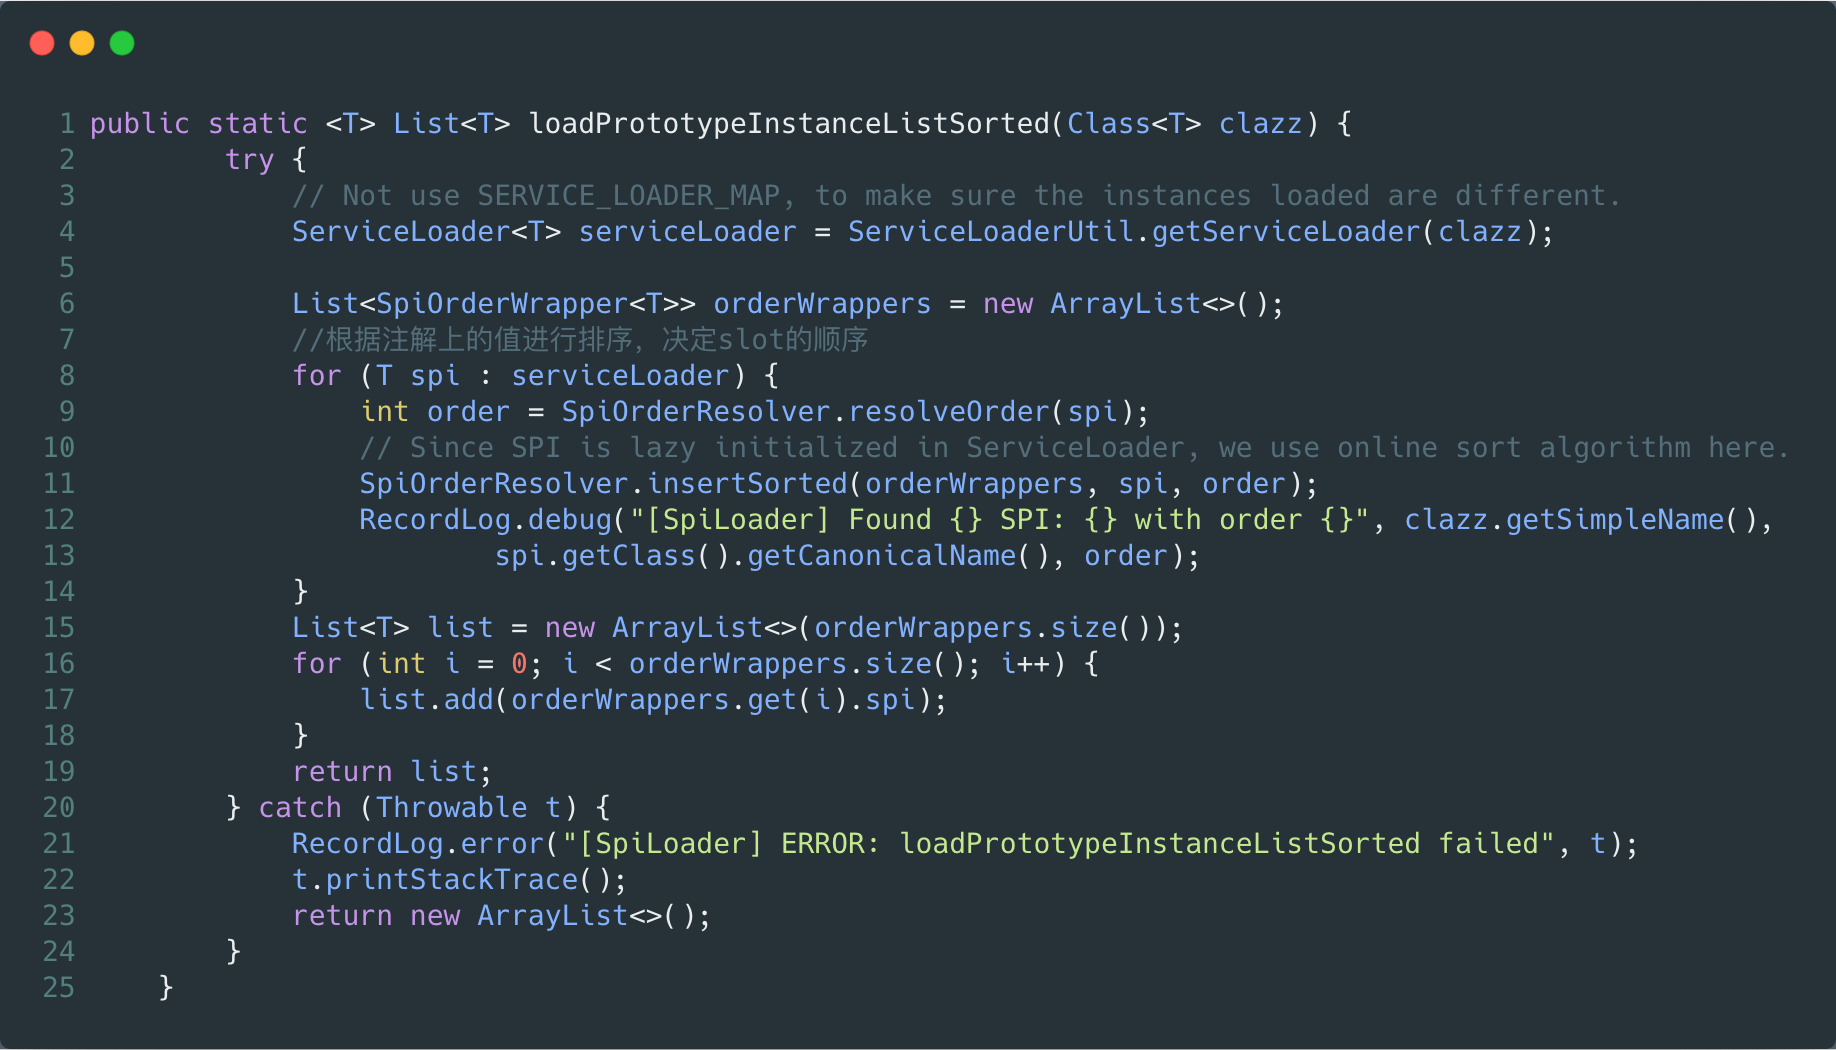 1 public static <T> List<T> loadPrototypeInstanceListSorted(Class<T> clazz) {
2         try {
3             // Not use SERVICE_LOADER_MAP, to make sure the instances loaded are different.
4             ServiceLoader<T> serviceLoader = ServiceLoaderUtil.getServiceLoader(clazz);
5
6             List<SpiOrderWrapper<T>> orderWrappers = new ArrayList<>();
7             //根据注解上的值进行排序，决定slot的顺序
8             for (T spi : serviceLoader) {
9                 int order = SpiOrderResolver.resolveOrder(spi);
10                 // Since SPI is lazy initialized in ServiceLoader, we use online sort algorithm here.
11                 SpiOrderResolver.insertSorted(orderWrappers, spi, order);
12                 RecordLog.debug("[SpiLoader] Found {} SPI: {} with order {}", clazz.getSimpleName(),
13                         spi.getClass().getCanonicalName(), order);
14             }
15             List<T> list = new ArrayList<>(orderWrappers.size());
16             for (int i = 0; i < orderWrappers.size(); i++) {
17                 list.add(orderWrappers.get(i).spi);
18             }
19             return list;
20         } catch (Throwable t) {
21             RecordLog.error("[SpiLoader] ERROR: loadPrototypeInstanceListSorted failed", t);
22             t.printStackTrace();
23             return new ArrayList<>();
24         }
25     }